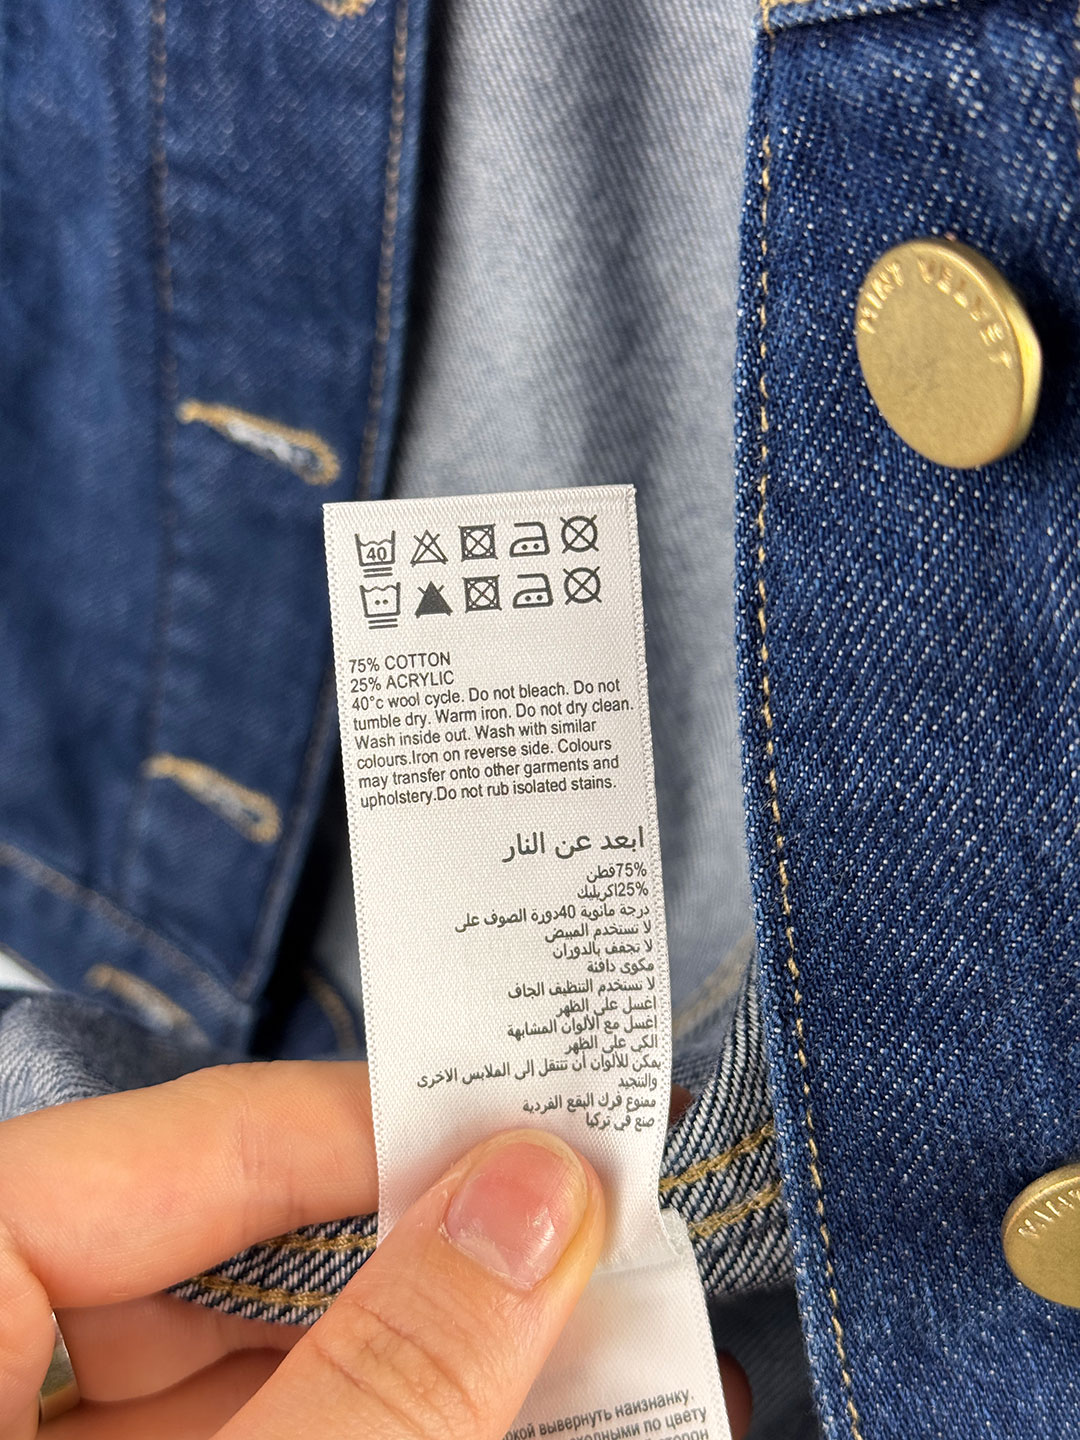 MINT VELVET
40
75% COTTON
25% ACRYLIC
40°c wool cycle. Do not bleach. Do not
tumble dry. Warm iron. Do not dry clean.
Wash inside out. Wash with similar
colours.Iron on reverse side. Colours
may transfer onto other garments and
upholstery.Do not rub isolated stains.
ابعد عن النار
75%قطن
25%اكريليك
درجة مانوية 40دورة الصوف على
لا تستخدم المبيض
لا تجفف بالدوران
مكوى دافئة
لا تستخدم التنظيف الجاف
اغسل على الظهر
اغسل مع الألوان المشابهة
الكي على الظهر
يمكن للألوان أن تنتقل إلى الملابس الاخرى
والتنجيد
ممنوع فرك البقع الفردية
صنع في تركيا
вывернуть наизнанку.
по цвету